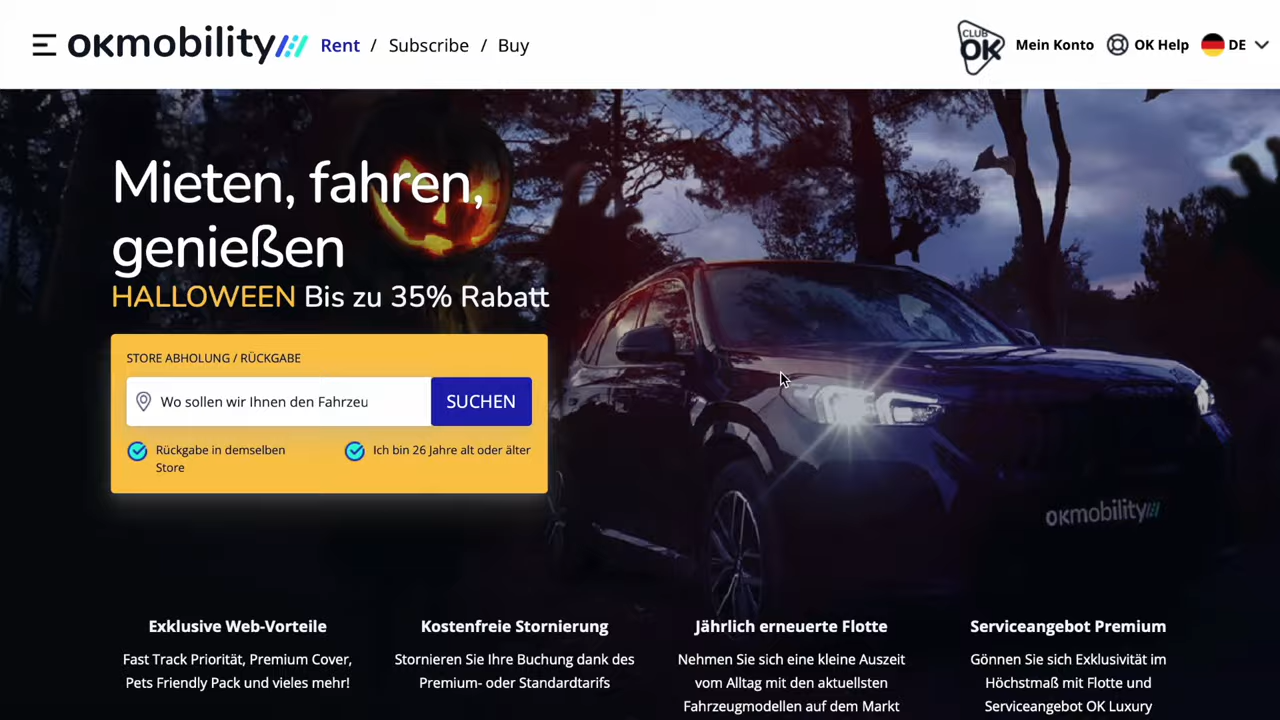 okmobility
Rent / Subscribe / Buy
CLUB OK
Mein Konto
OK Help
DE
Mieten, fahren,
genießen
HALLOWEEN Bis zu 35% Rabatt
STORE ABHOLUNG / RÜCKGABE
Wo sollen wir Ihnen den Fahrzeu
SUCHEN
Rückgabe in demselben
Store
Ich bin 26 Jahre alt oder älter
okmobility
Exklusive Web-Vorteile
Fast Track Priorität, Premium Cover,
Pets Friendly Pack und vieles mehr!
Kostenfreie Stornierung
Stornieren Sie Ihre Buchung dank des
Premium- oder Standardtarifs
Jährlich erneuerte Flotte
Nehmen Sie sich eine kleine Auszeit
vom Alltag mit den aktuellsten
Fahrzeugmodellen auf dem Markt
Serviceangebot Premium
Gönnen Sie sich Exklusivität im
Höchstmaß mit Flotte und
Serviceangebot OK Luxury